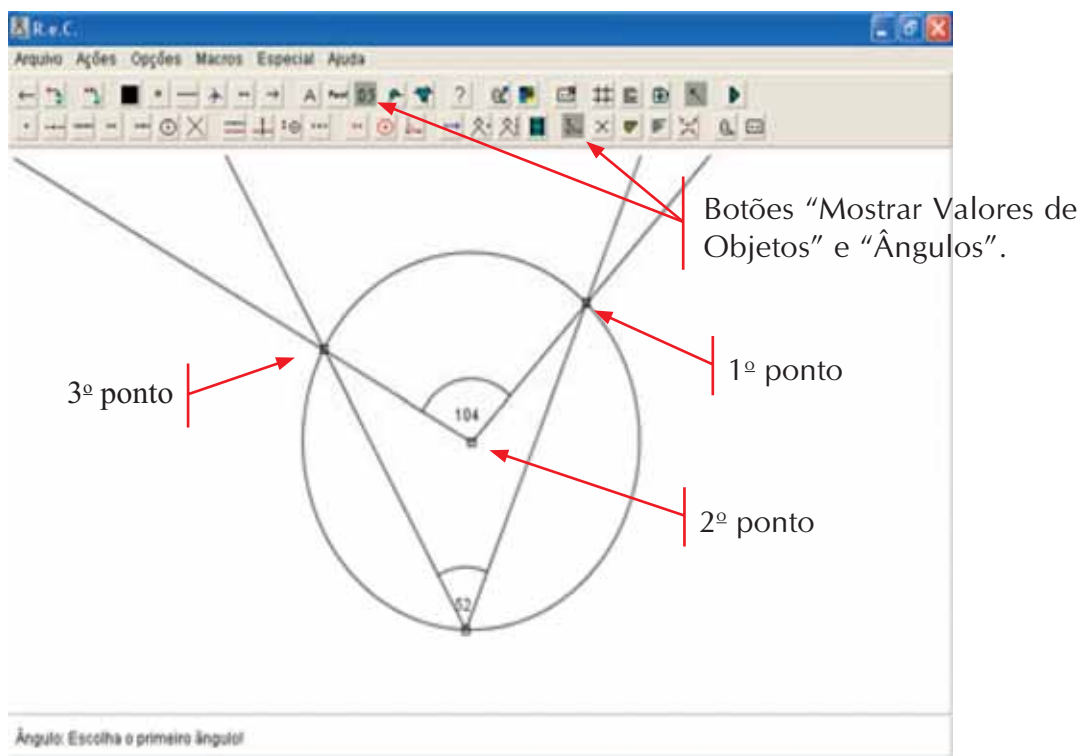 R.e.C.
Arquivo Ações Opções Macros Especial Ajuda
Botões “Mostrar Valores de
Objetos” e “Ângulos”.
1º ponto
3º ponto
104
2º ponto
52
Ângulo: Escolha o primeiro ângulo!